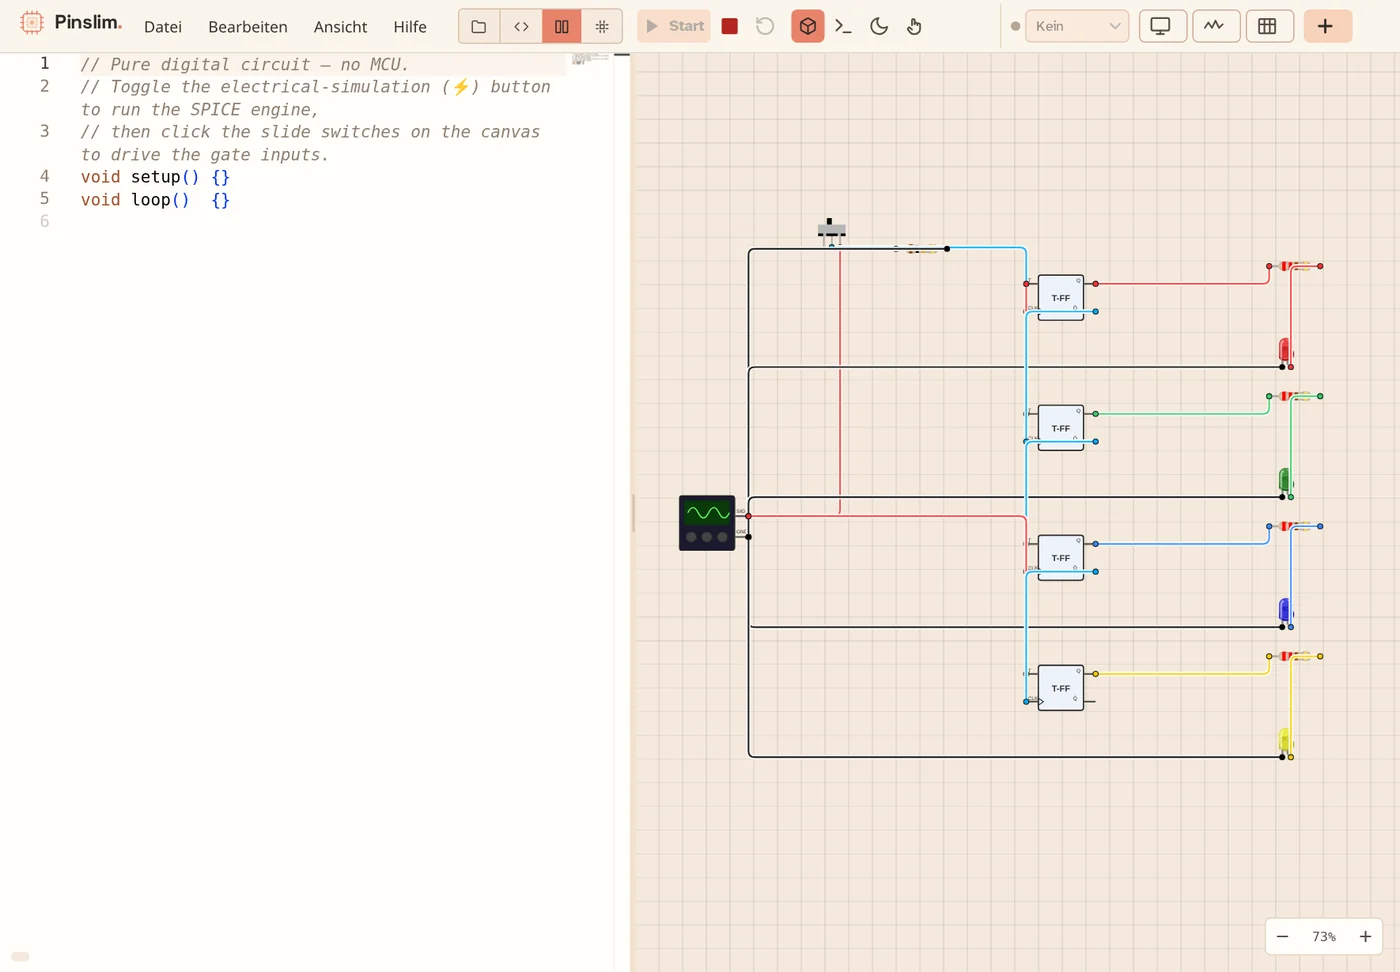 Pinslim.
Datei
Bearbeiten
Ansicht
Hilfe
Start
Kein
1 // Pure digital circuit — no MCU.
2 // Toggle the electrical-simulation (⚡) button
to run the SPICE engine,
3 // then click the slide switches on the canvas
to drive the gate inputs.
4 void setup() {}
5 void loop()  {}
6
T-FF
Q
T-FF
Q
SIG
GND
T-FF
Q
T-FF
Q
Q
73%